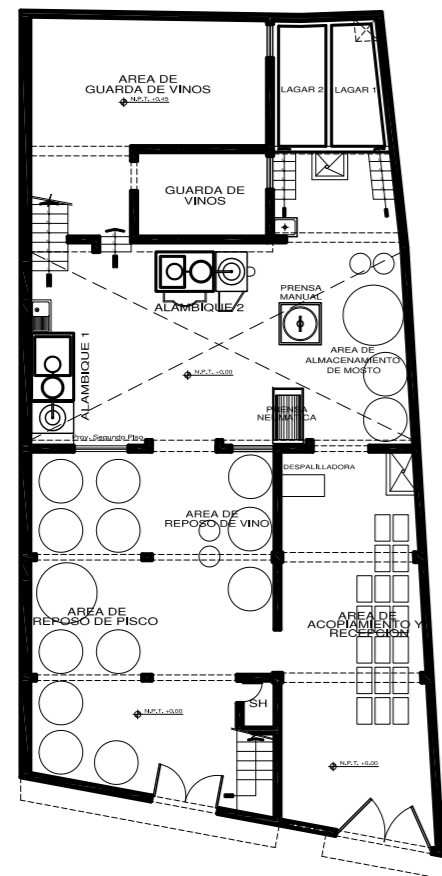 AREA DE
GUARDA DE VINOS
N.P.T. +0.45
LAGAR 2
LAGAR 1
GUARDA DE
VINOS
ALAMBIQUE 2
PRENSA
MANUAL
ALAMBIQUE 1
AREA DE
ALMACENAMIENTO
DE MOSTO
N.P.T. +0.00
PRENSA
NEUMATICA
Proy. Segundo Piso
DESPALILLADORA
AREA DE
REPOSO DE VINO
AREA DE
REPOSO DE PISCO
AREA DE
ACOPIAMIENTO Y
RECEPCION
SH
N.P.T. +0.00
N.P.T. +0.00